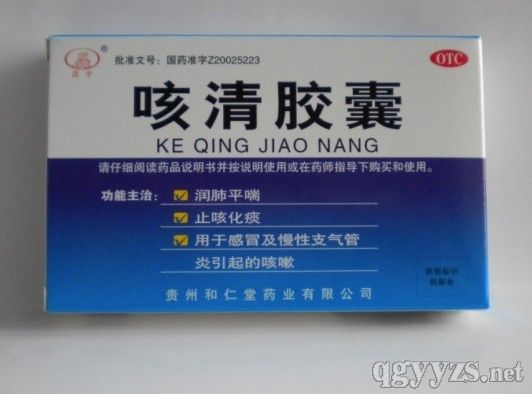 批准文号：国药准字Z20025223
OTC
®
咳清胶囊
KE QING JIAO NANG
请仔细阅读药品说明书并按说明使用或在药师指导下购买和使用。
功能主治：
润肺平喘
止咳化痰
用于感冒及慢性支气管
炎引起的咳嗽
贵州和仁堂药业有限公司
qgyyzs.net